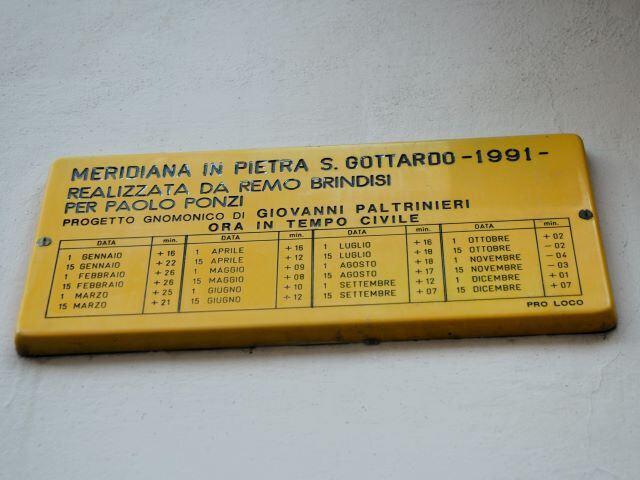 MERIDIANA IN PIETRA S. GOTTARDO -1991-
REALIZZATA DA REMO BRINDISI
PER PAOLO PONZI
PROGETTO GNOMONICO DI GIOVANNI PALTRINIERI
ORA IN TEMPO CIVILE
DATA min. DATA min. DATA min. DATA min.
1 GENNAIO +16 1 APRILE +16 1 LUGLIO +16 1 OTTOBRE +02
15 GENNAIO +22 15 APRILE +12 15 LUGLIO +18 15 OTTOBRE -02
1 FEBBRAIO +26 1 MAGGIO +09 1 AGOSTO +18 1 NOVEMBRE -04
15 FEBBRAIO +26 15 MAGGIO +08 15 AGOSTO +17 15 NOVEMBRE -03
1 MARZO +25 1 GIUGNO +10 1 SETTEMBRE +12 1 DICEMBRE +01
15 MARZO +21 15 GIUGNO +12 15 SETTEMBRE +07 15 DICEMBRE +07
PRO LOCO